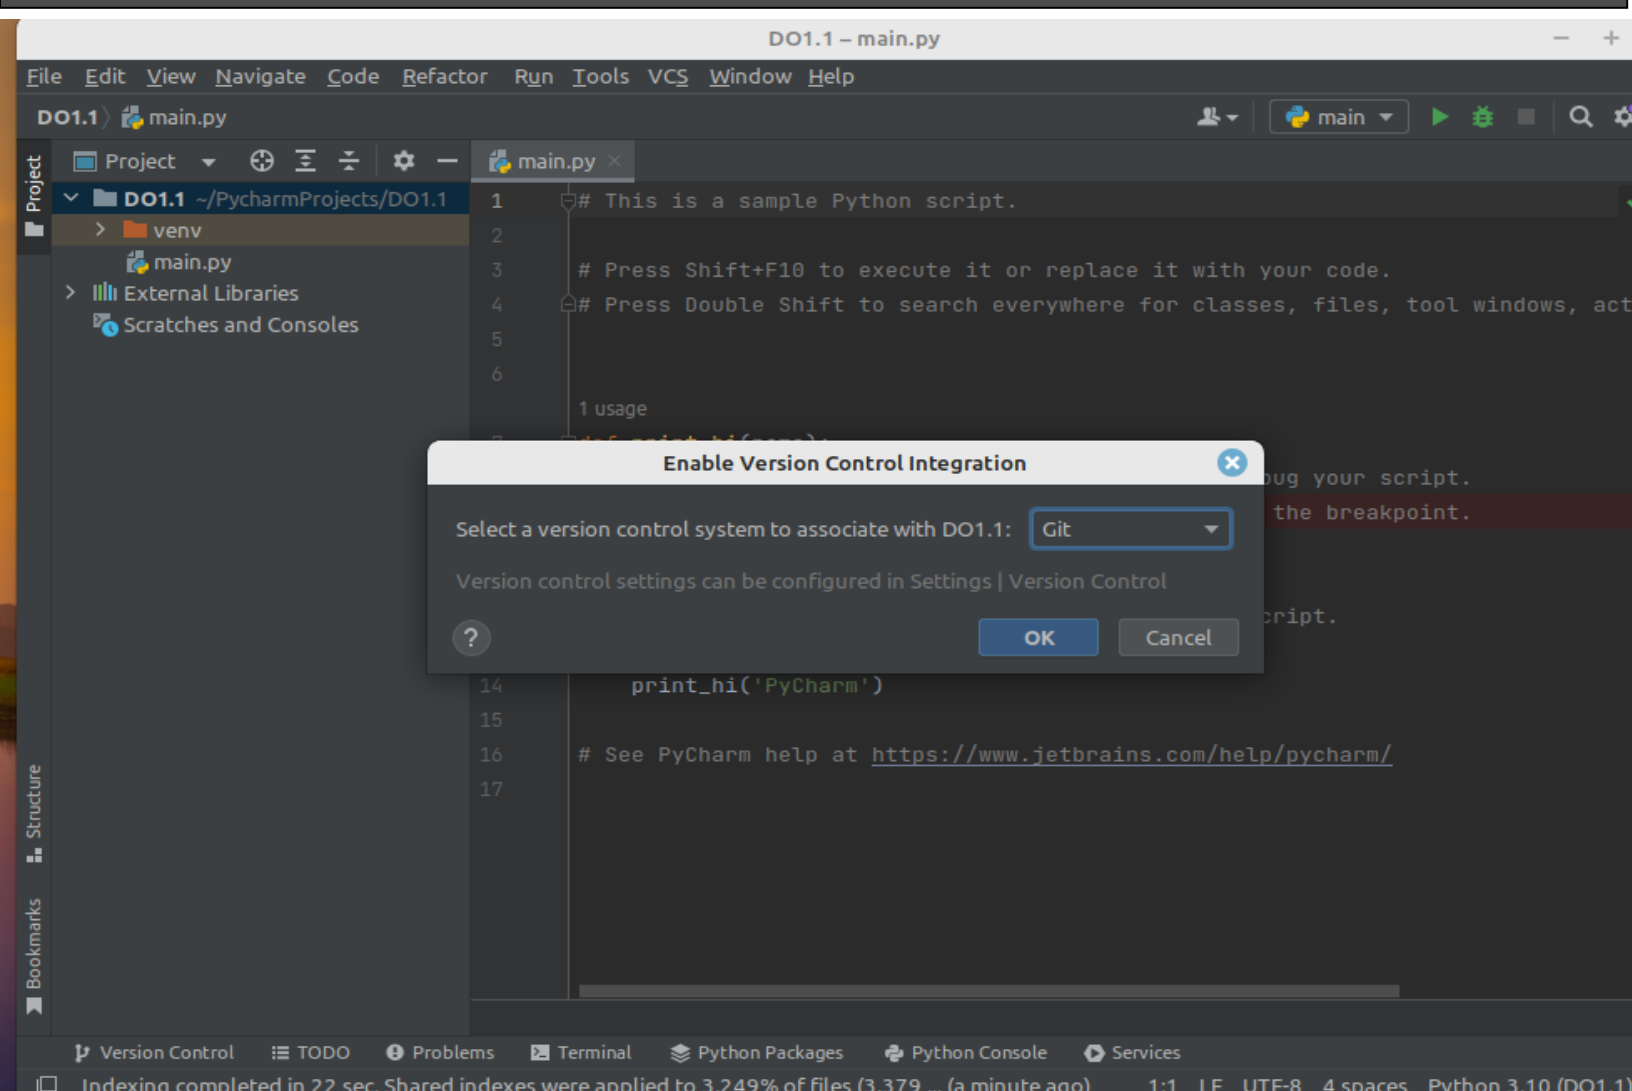 DO1.1 – main.py
File Edit View Navigate Code Refactor Run Tools VCS Window Help
DO1.1 main.py
main
Project
Project
main.py
DO1.1 ~/PycharmProjects/DO1.1
venv
main.py
External Libraries
Scratches and Consoles
1 # This is a sample Python script.
2
3 # Press Shift+F10 to execute it or replace it with your code.
4 # Press Double Shift to search everywhere for classes, files, tool windows, act
5
6
1 usage
def print_hi(name):
bug your script.
the breakpoint.
cript.
Enable Version Control Integration
Select a version control system to associate with DO1.1: Git
Version control settings can be configured in Settings | Version Control
?
OK
Cancel
14 print_hi('PyCharm')
15
16 # See PyCharm help at https://www.jetbrains.com/help/pycharm/
17
Structure
Bookmarks
Version Control TODO Problems Terminal Python Packages Python Console Services
Indexing completed in 22 sec. Shared indexes were applied to 3,249% of files (3,379 ... (a minute ago) 1:1 LF UTF-8 4 spaces Python 3.10 (DO1.1)